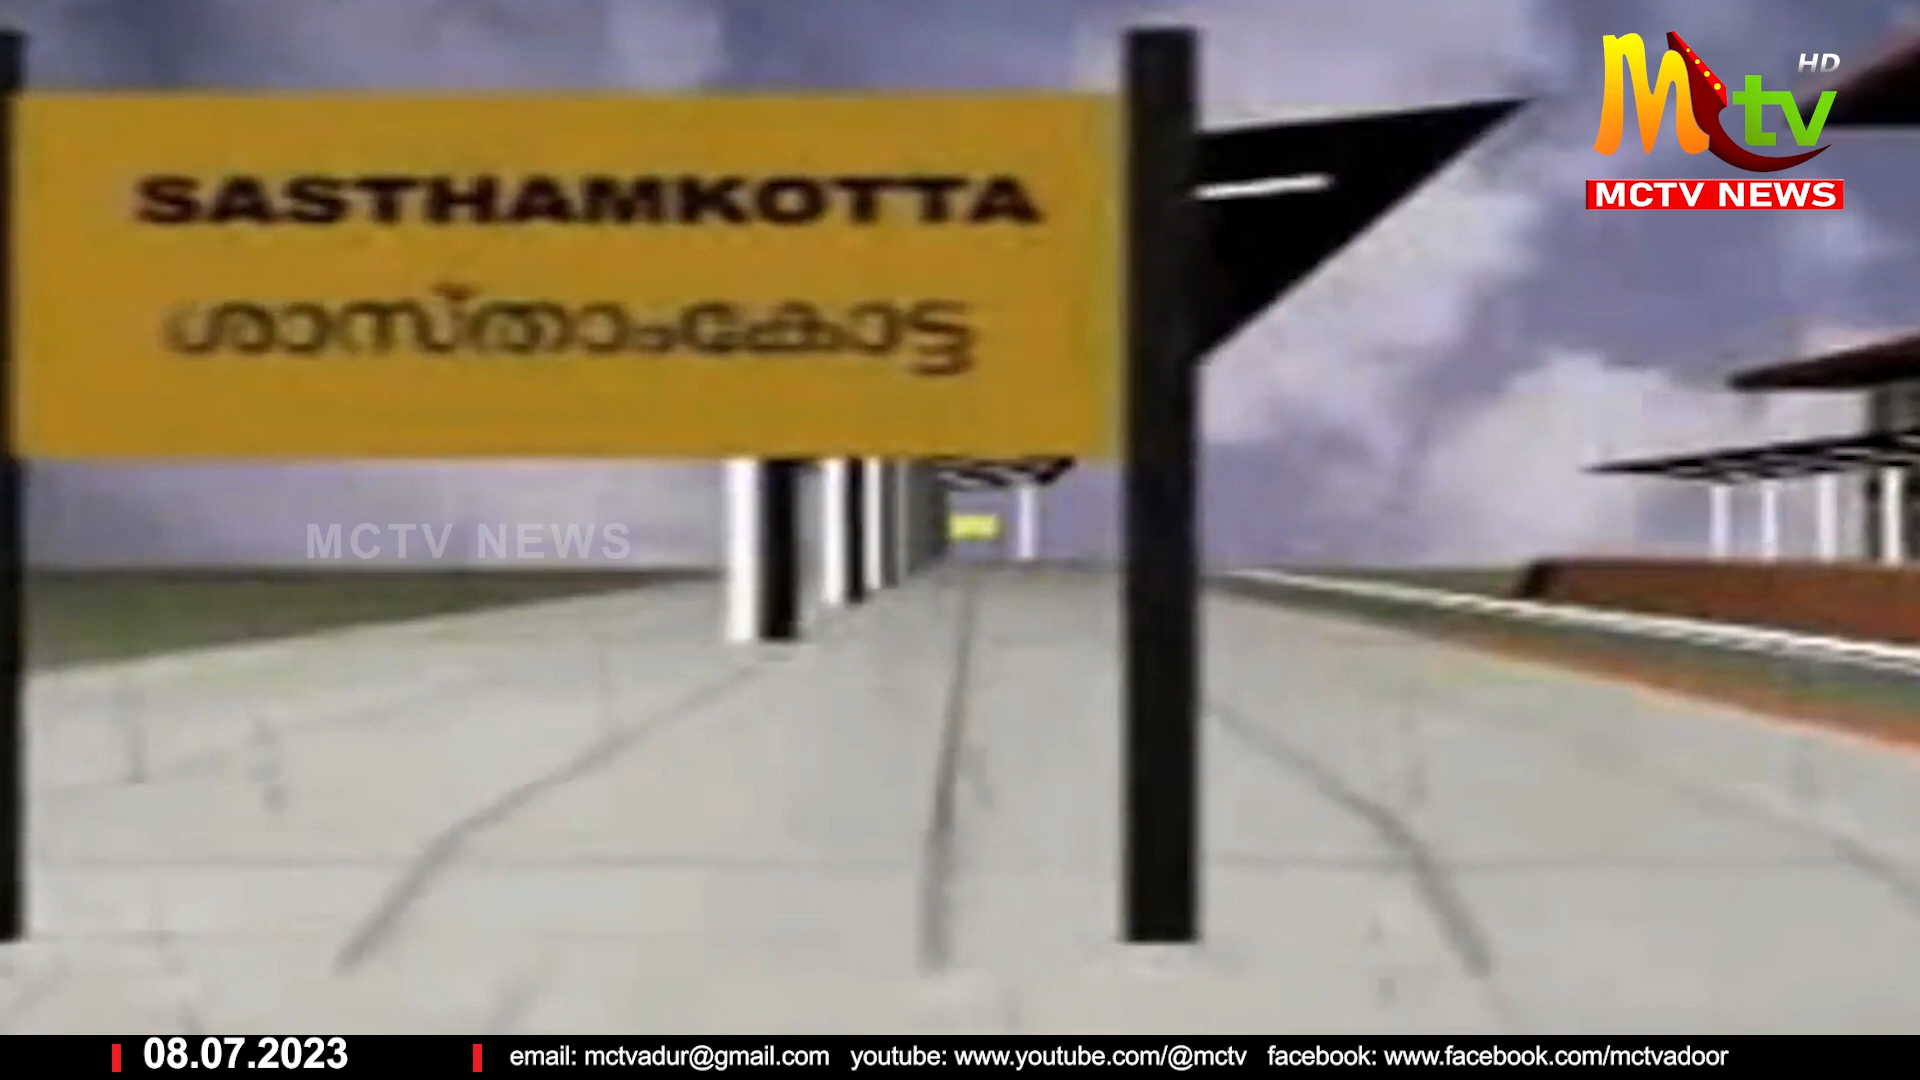 SASTHAMKOTTA
ശാസ്താംകോട്ട
Mctv HD
MCTV NEWS
MCTV NEWS
08.07.2023
email: mctvadur@gmail.com youtube: www.youtube.com/@mctv facebook: www.facebook.com/mctvadoor